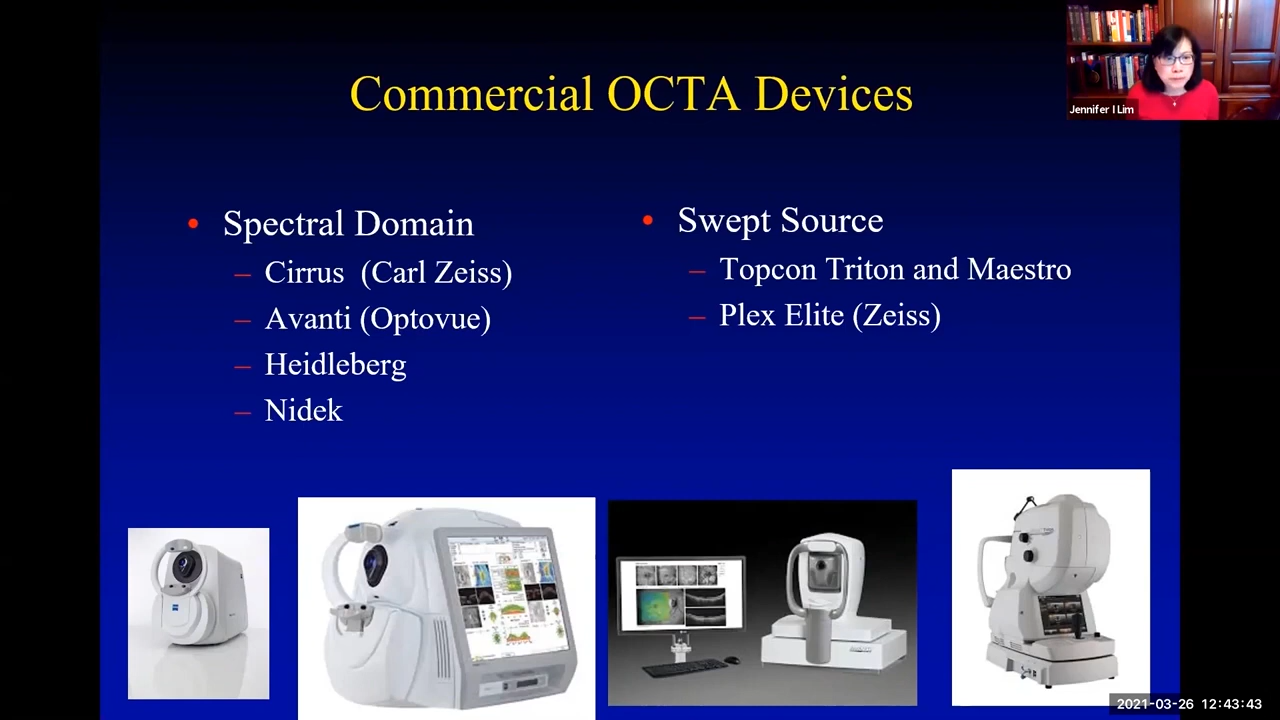 Commercial OCTA Devices
Jennifer I Lim
• Spectral Domain
– Cirrus (Carl Zeiss)
– Avanti (Optovue)
– Heidleberg
– Nidek
• Swept Source
– Topcon Triton and Maestro
– Plex Elite (Zeiss)
2021-03-26 12:43:43